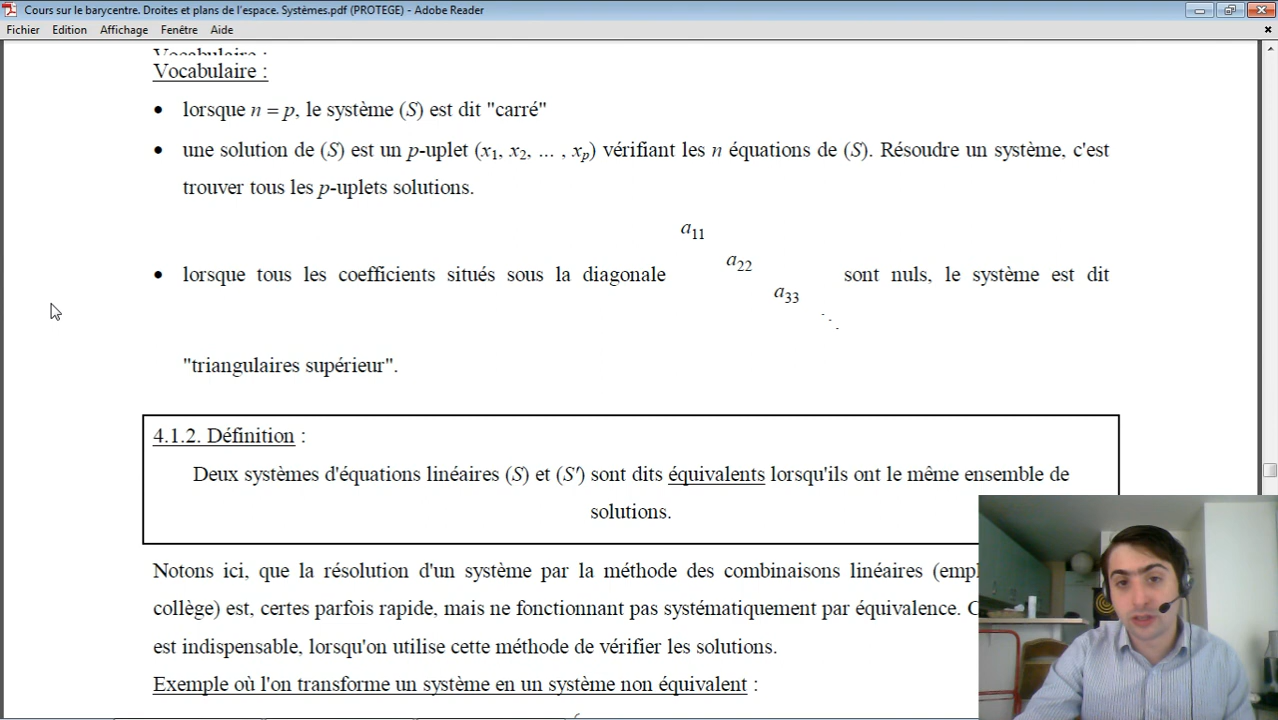 Cours sur le barycentre. Droites et plans de l'espace. Systèmes.pdf (PROTEGE) - Adobe Reader
Fichier Edition Affichage Fenêtre Aide
Vocabulaire :
Vocabulaire :
• lorsque n = p, le système (S) est dit "carré"
• une solution de (S) est un p-uplet (x₁, x₂, ... , xₚ) vérifiant les n équations de (S). Résoudre un système, c'est
trouver tous les p-uplets solutions.
a₁₁
a₂₂
• lorsque tous les coefficients situés sous la diagonale sont nuls, le système est dit
a₃₃
⋱
"triangulaires supérieur".
4.1.2. Définition :
Deux systèmes d'équations linéaires (S) et (S′) sont dits équivalents lorsqu'ils ont le même ensemble de
solutions.
Notons ici, que la résolution d'un système par la méthode des combinaisons linéaires (empl
collège) est, certes parfois rapide, mais ne fonctionnant pas systématiquement par équivalence.
est indispensable, lorsqu'on utilise cette méthode de vérifier les solutions.
Exemple où l'on transforme un système en un système non équivalent :